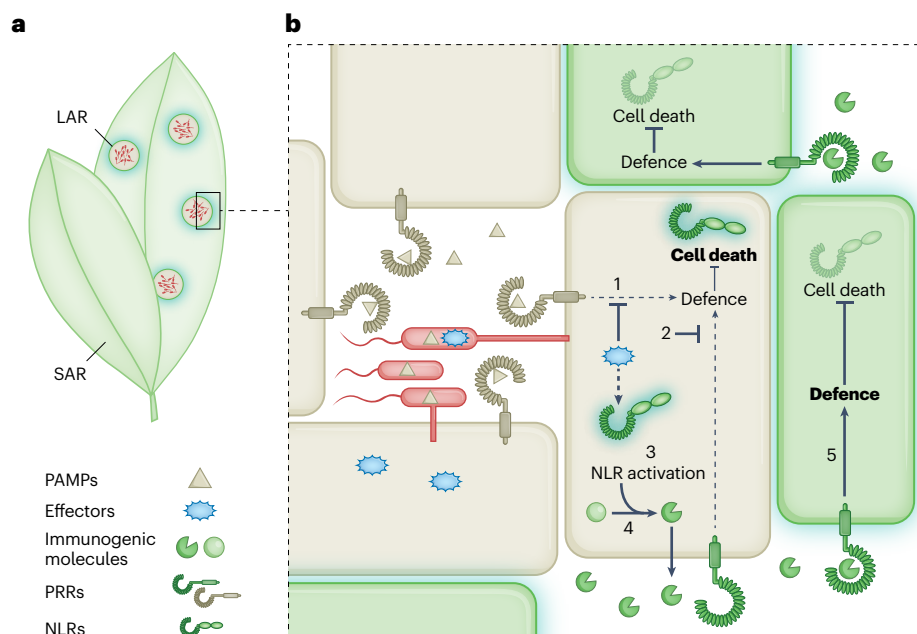 a
LAR
SAR
PAMPs
Effectors
Immunogenic
molecules
PRRs
NLRs
b
Cell death
Defence
Cell death
1
Defence
2
3
NLR activation
4
Cell death
Defence
5